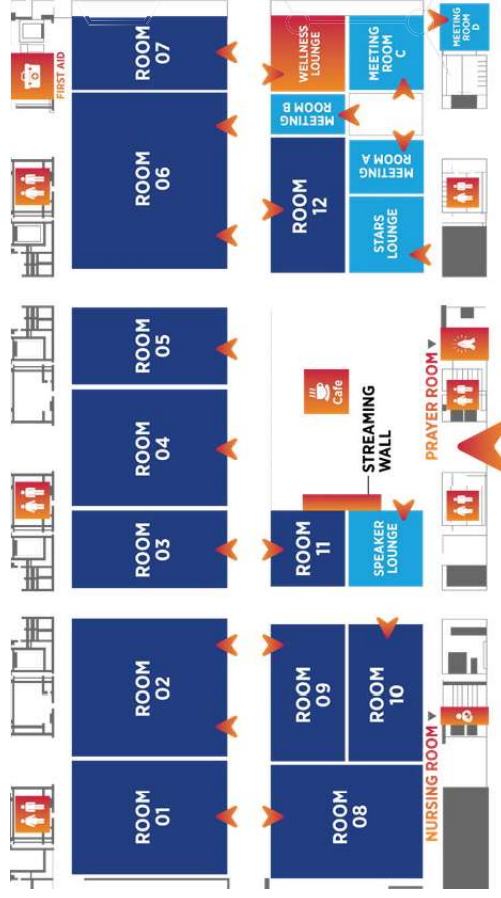 FIRST AID
ROOM
07
ROOM
06
ROOM
05
ROOM
04
ROOM
03
ROOM
02
ROOM
01
WELLNESS
LOUNGE
MEETING
ROOM
C
MEETING
ROOM
D
MEETING
ROOM B
MEETING
ROOM A
ROOM
12
STARS
LOUNGE
Cafe
STREAMING
WALL
PRAYER ROOM
ROOM
11
SPEAKER
LOUNGE
ROOM
09
ROOM
10
ROOM
08
NURSING ROOM